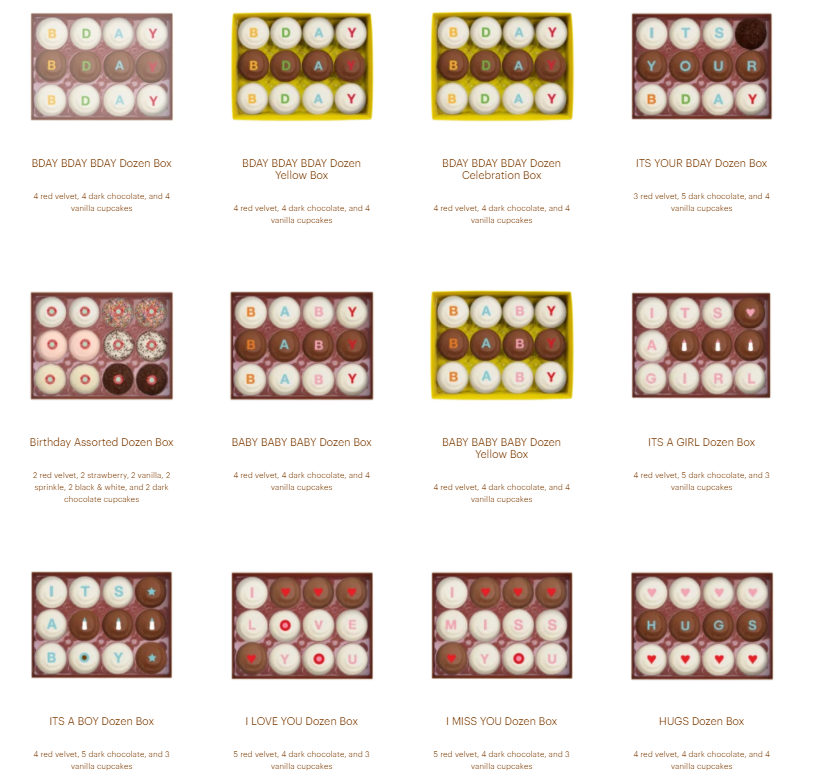 B D A Y
B D A Y
B D A Y
B D A Y
B D A Y
B D A Y
B D A Y
B D A Y
B D A Y
I T S
Y O U R
B D A Y
BDAY BDAY BDAY Dozen Box
4 red velvet, 4 dark chocolate, and 4
vanilla cupcakes
BDAY BDAY BDAY Dozen
Yellow Box
4 red velvet, 4 dark chocolate, and 4
vanilla cupcakes
BDAY BDAY BDAY Dozen
Celebration Box
4 red velvet, 4 dark chocolate, and 4
vanilla cupcakes
ITS YOUR BDAY Dozen Box
3 red velvet, 5 dark chocolate, and 4
vanilla cupcakes
B A B Y
B A B Y
B A B Y
B A B Y
B A B Y
B A B Y
I T S
A
G I R L
Birthday Assorted Dozen Box
2 red velvet, 2 strawberry, 2 vanilla, 2
sprinkle, 2 black & white, and 2 dark
chocolate cupcakes
BABY BABY BABY Dozen Box
4 red velvet, 4 dark chocolate, and 4
vanilla cupcakes
BABY BABY BABY Dozen
Yellow Box
4 red velvet, 4 dark chocolate, and 4
vanilla cupcakes
ITS A GIRL Dozen Box
4 red velvet, 5 dark chocolate, and 3
vanilla cupcakes
I T S
A
B Y
I
L VE
Y U
I
M I S S
Y U
H U G S
ITS A BOY Dozen Box
4 red velvet, 5 dark chocolate, and 3
vanilla cupcakes
I LOVE YOU Dozen Box
5 red velvet, 4 dark chocolate, and 3
vanilla cupcakes
I MISS YOU Dozen Box
5 red velvet, 4 dark chocolate, and 3
vanilla cupcakes
HUGS Dozen Box
4 red velvet, 4 dark chocolate, and 4
vanilla cupcakes